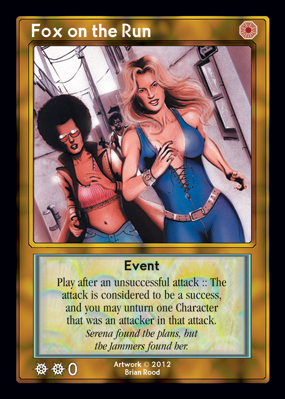 Fox on the Run
Event
Play after an unsuccessful attack :: The
attack is considered to be a success,
and you may unturn one Character
that was an attacker in that attack.
Serena found the plans, but
the Jammers found her.
0
Artwork © 2012
Brian Rood